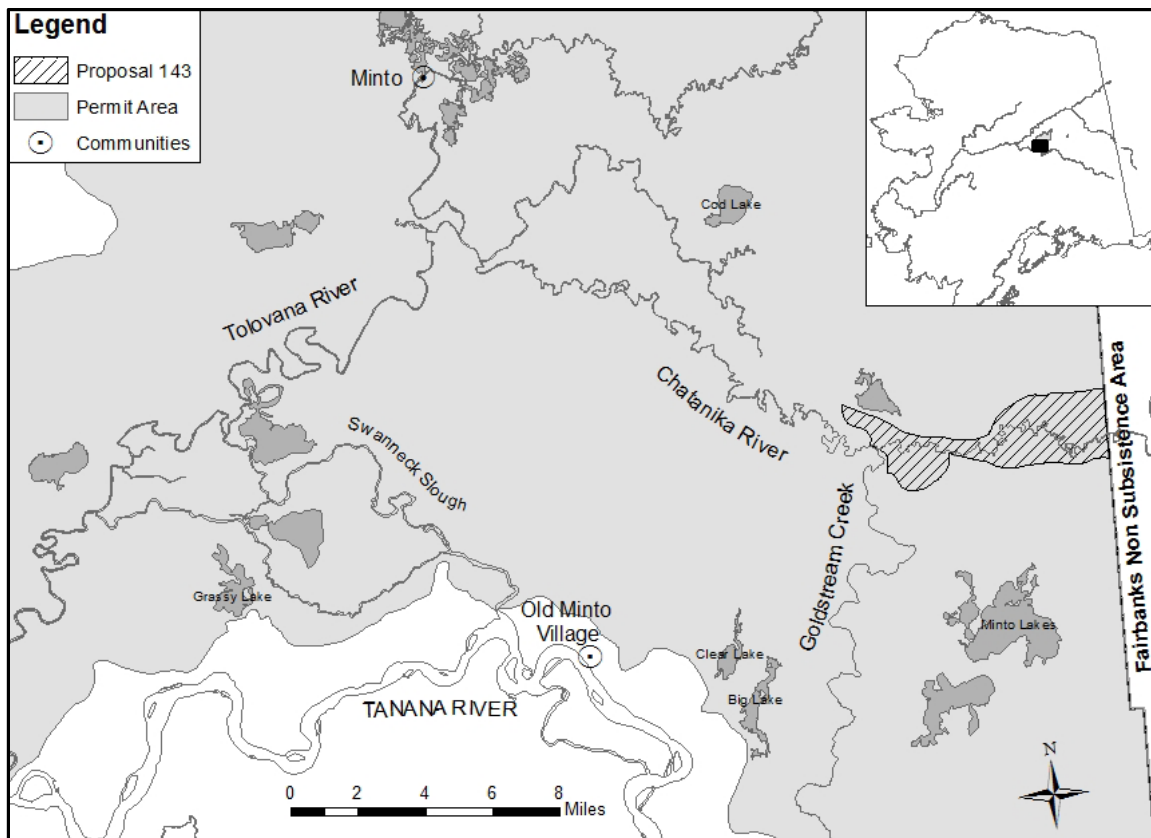 Legend
Proposal 143
Permit Area
Communities
Minto
Cod Lake
Tolovana River
Chatanika River
Swanneck Slough
Fairbanks Non Subsistence Area
Goldstream Creek
Grassy Lake
Old Minto
Village
Minto Lakes
Clear Lake
Big Lake
TANANA RIVER
N
0 2 4 6 8
Miles